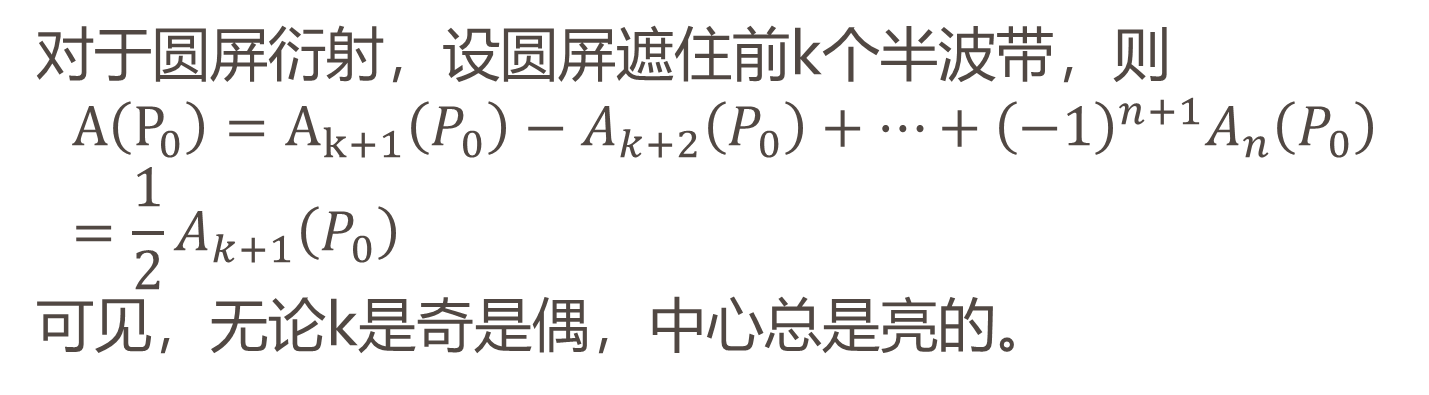 对于圆屏衍射，设圆屏遮住前k个半波带，则
A(P₀) = Aₖ₊₁(P₀) − Aₖ₊₂(P₀) + ⋯ + (−1)ⁿ⁺¹Aₙ(P₀)
= 1/2 Aₖ₊₁(P₀)
可见，无论k是奇是偶，中心总是亮的。